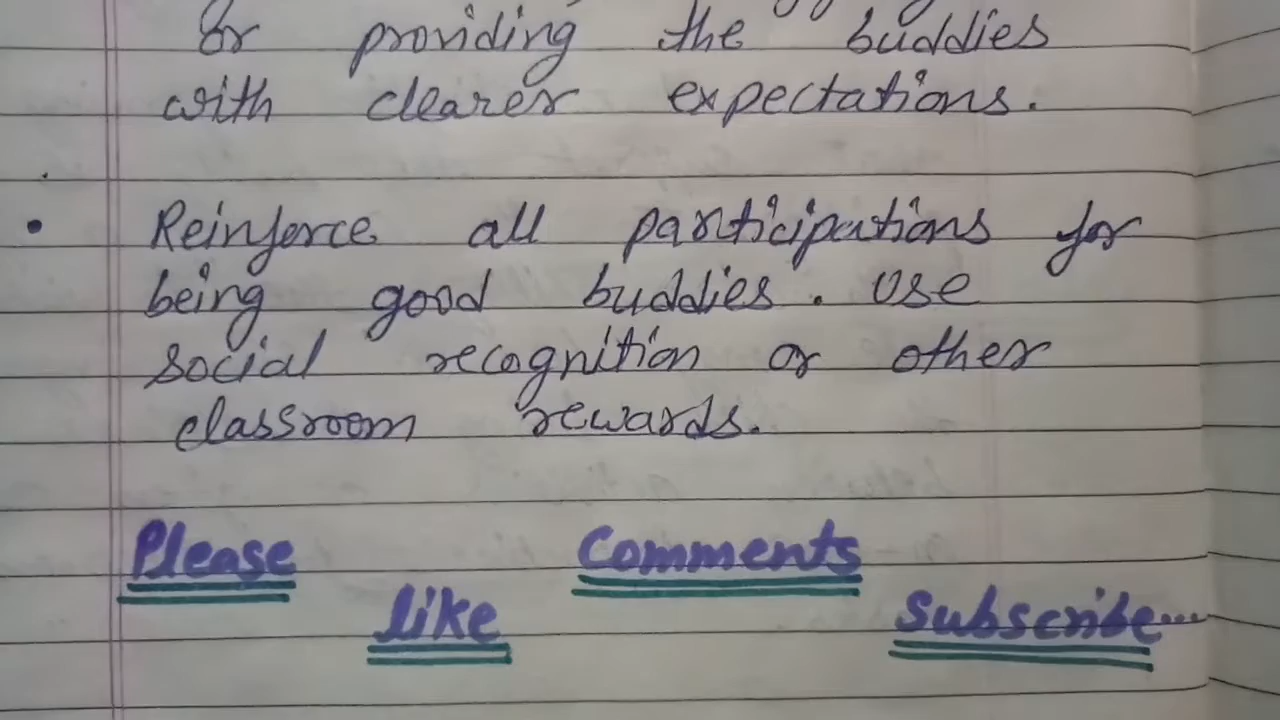 or providing the buddies
with clearer expectations.
• Reinforce all participations for
being good buddies. Use
social recognition or other
classroom rewards.
Please Comments
like Subscribe...